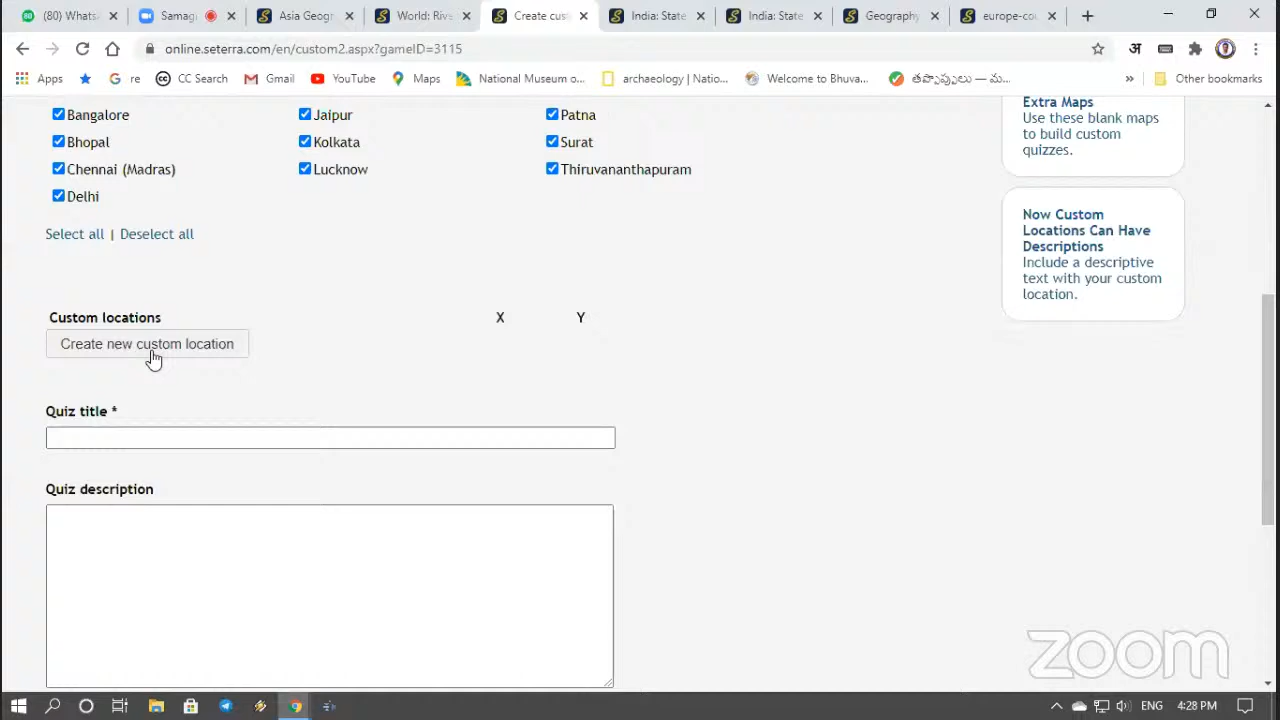 (80) WhatsA
Samag
Asia Geogr
World: Rive
Create cust
India: State
India: State
Geography
europe-cou
online.seterra.com/en/custom2.aspx?gameID=3115
अ
Apps
re
CC Search
Gmail
YouTube
Maps
National Museum o...
archaeology | Natio...
Welcome to Bhuva...
తప్పొప్పులు — మ...
»
Other bookmarks
Bangalore
Jaipur
Patna
Bhopal
Kolkata
Surat
Chennai (Madras)
Lucknow
Thiruvananthapuram
Delhi
Select all | Deselect all
Extra Maps
Use these blank maps
to build custom
quizzes.
Now Custom
Locations Can Have
Descriptions
Include a descriptive
text with your custom
location.
Custom locations X Y
Create new custom location
Quiz title *
Quiz description
zoom
ENG 4:28 PM